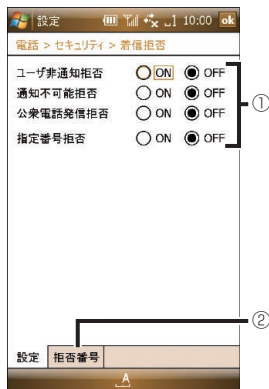 設定 1 10:00 ok
電話 > セキュリティ > 着信拒否
ユーザ非通知拒否 ON OFF
通知不可能拒否 ON OFF
公衆電話発信拒否 ON OFF
指定番号拒否 ON OFF
①
②
設定 拒否番号
A